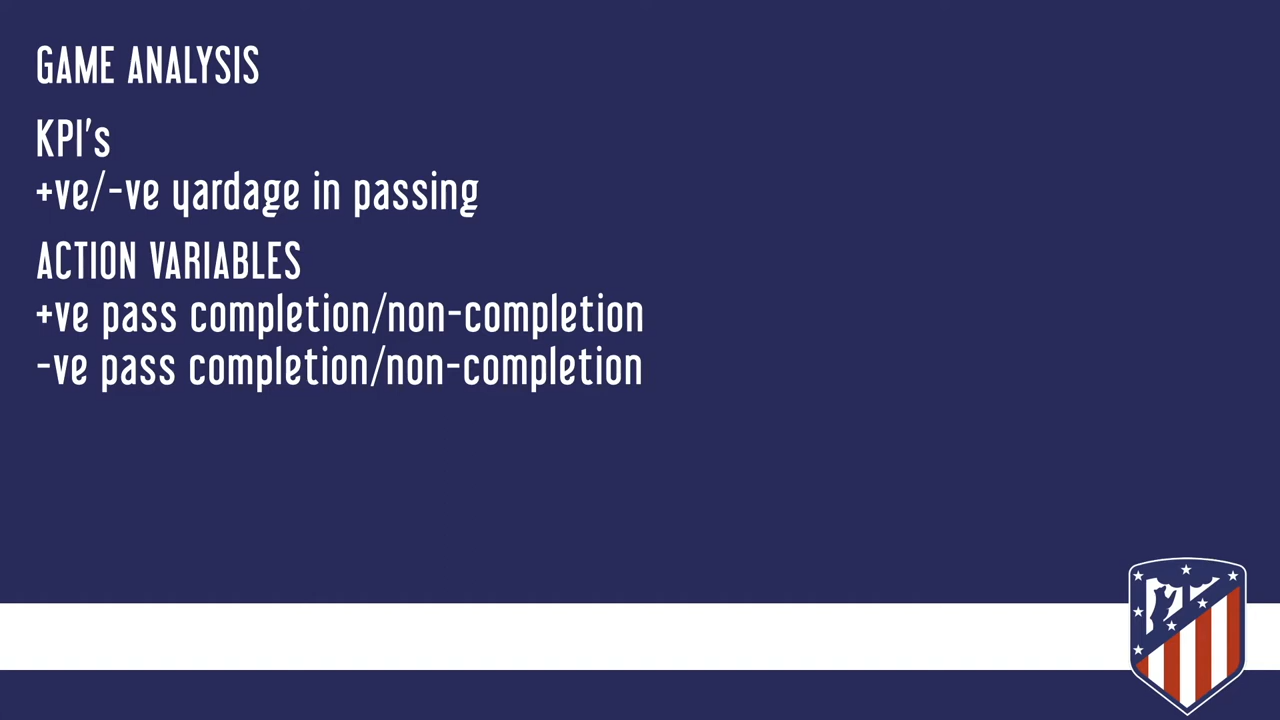 GAME ANALYSIS
KPI's
+ve/-ve yardage in passing
ACTION VARIABLES
+ve pass completion/non-completion
-ve pass completion/non-completion